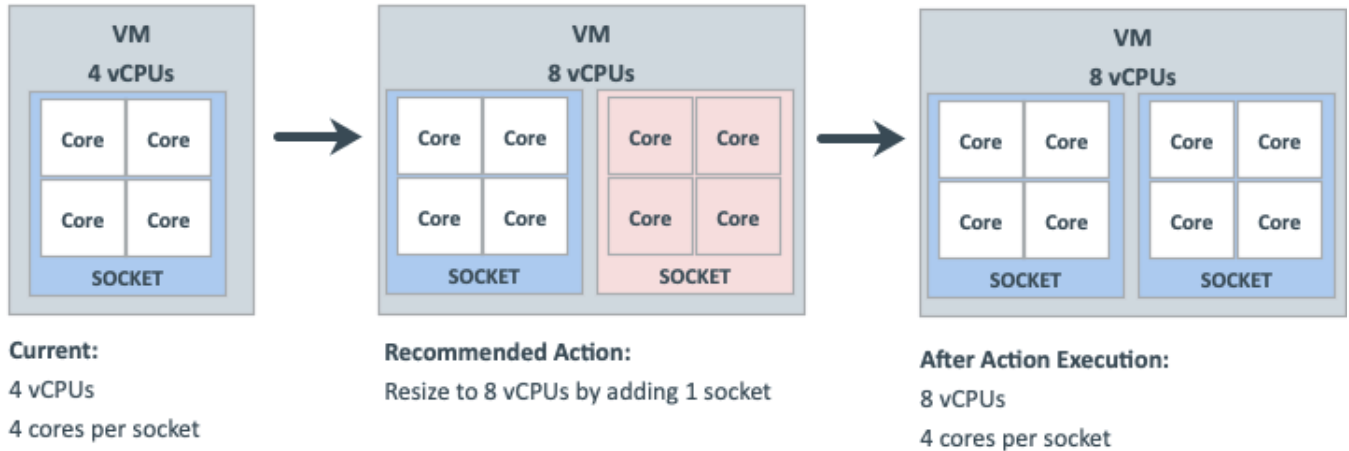 VM
4 vCPUs
Core Core
Core Core
SOCKET
Current:
4 vCPUs
4 cores per socket
VM
8 vCPUs
Core Core Core Core
Core Core Core Core
SOCKET SOCKET
Recommended Action:
Resize to 8 vCPUs by adding 1 socket
VM
8 vCPUs
Core Core Core Core
Core Core Core Core
SOCKET SOCKET
After Action Execution:
8 vCPUs
4 cores per socket